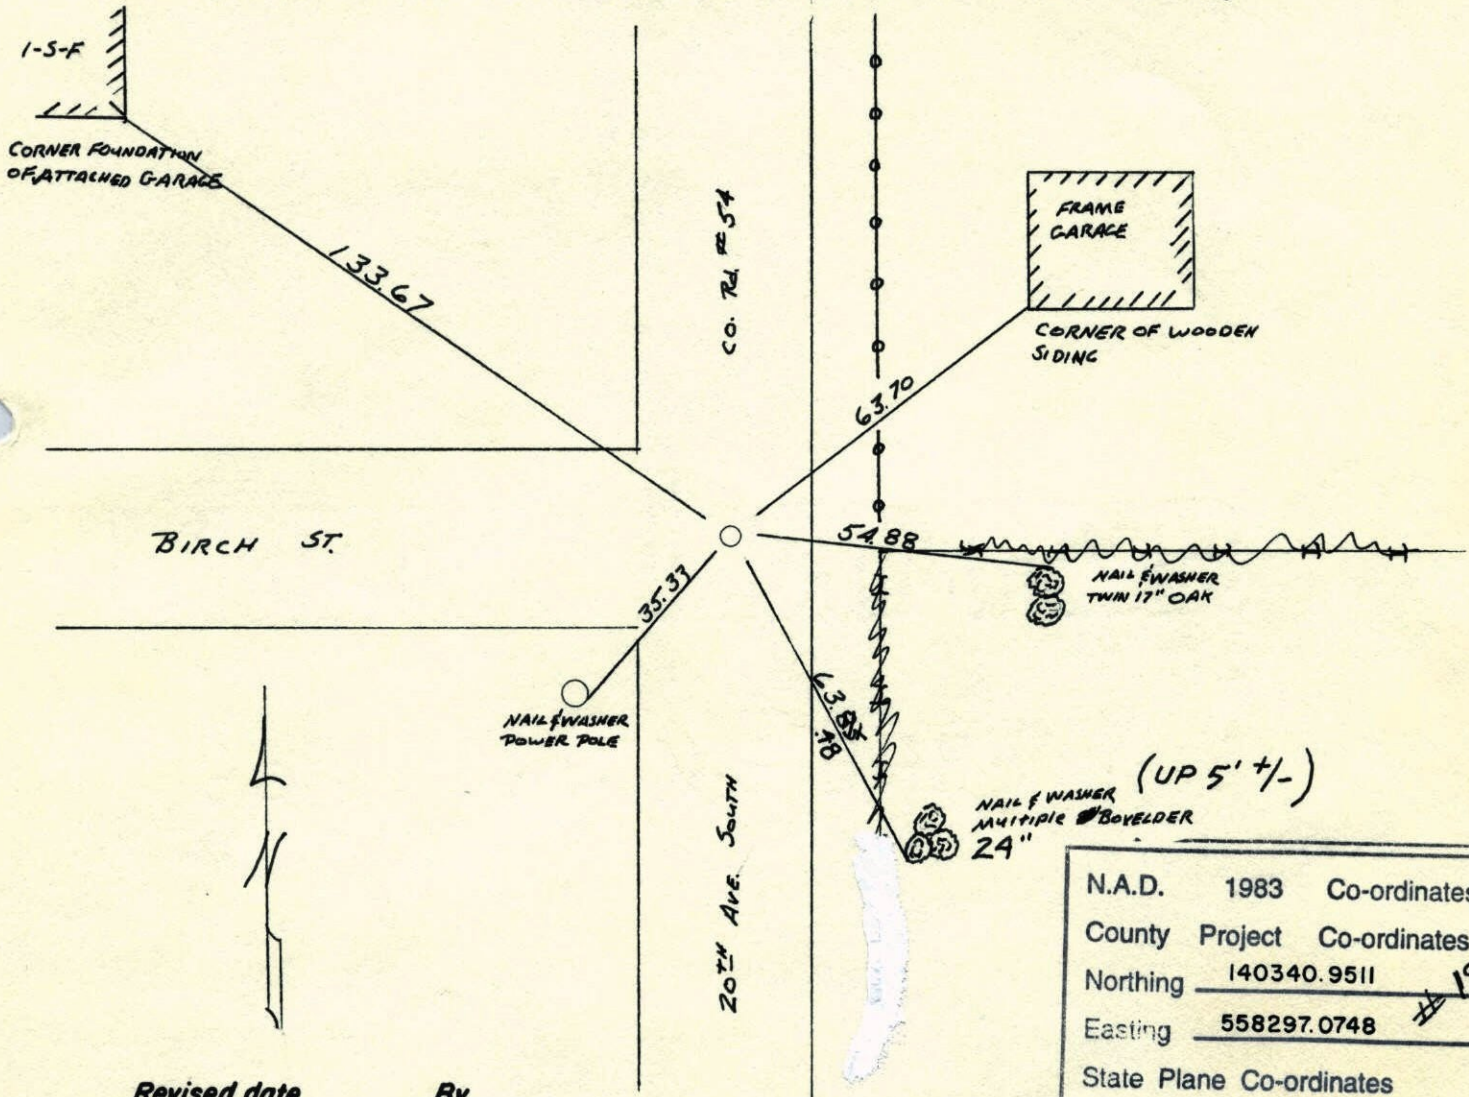 1-S-F
CORNER FOUNDATION
OF ATTACHED GARAGE
133.67
CO. Rd. #54
FRAME
GARAGE
CORNER OF WOODEN
SIDING
63.70
BIRCH ST.
54.88
NAIL & WASHER
TWIN 17" OAK
35.33
NAIL & WASHER
POWER POLE
63.
.48
(UP 5' +/-)
NAIL & WASHER
MULTIPLE BOXELDER
24"
20TH AVE. SOUTH
N
N.A.D. 1983 Co-ordinates
County Project Co-ordinates
Northing 140340.9511
Easting 558297.0748
#
State Plane Co-ordinates
Revised date By